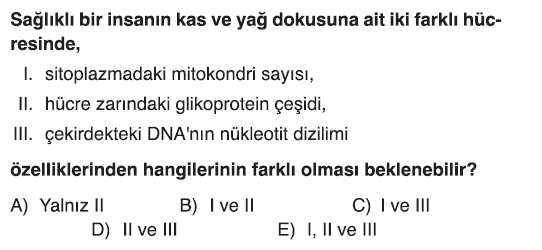 Sağlıklı bir insanın kas ve yağ dokusuna ait iki farklı hüc-
resinde,
I. sitoplazmadaki mitokondri sayısı,
II. hücre zarındaki glikoprotein çeşidi,
III. çekirdekteki DNA'nın nükleotit dizilimi
özelliklerinden hangilerinin farklı olması beklenebilir?
A) Yalnız II B) I ve II C) I ve III
D) II ve III E) I, II ve III